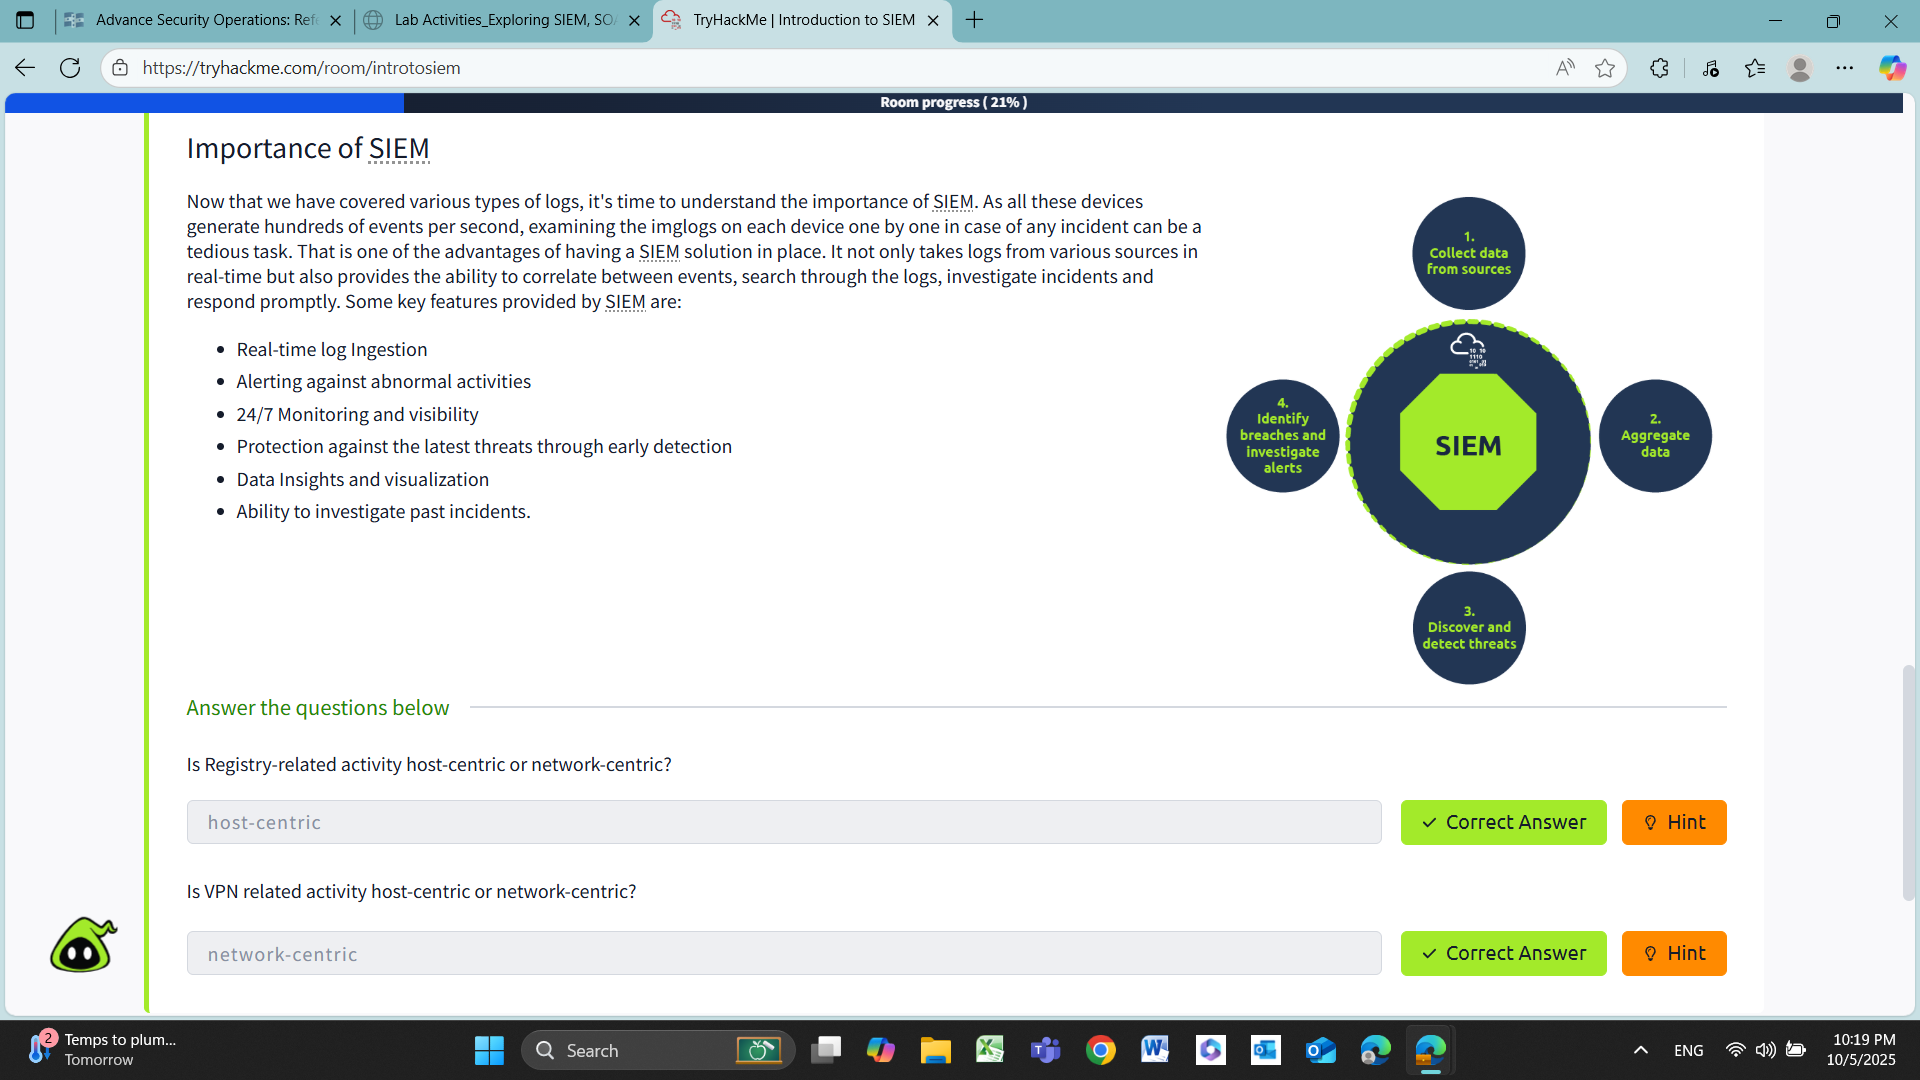 Advance Security Operations: Ref
Lab Activities_Exploring SIEM, SO
TryHackMe | Introduction to SIEM
https://tryhackme.com/room/introtosiem
Room progress ( 21% )
Importance of SIEM
Now that we have covered various types of logs, it's time to understand the importance of SIEM. As all these devices
generate hundreds of events per second, examining the imglogs on each device one by one in case of any incident can be a
tedious task. That is one of the advantages of having a SIEM solution in place. It not only takes logs from various sources in
real-time but also provides the ability to correlate between events, search through the logs, investigate incidents and
respond promptly. Some key features provided by SIEM are:
Real-time log Ingestion
Alerting against abnormal activities
24/7 Monitoring and visibility
Protection against the latest threats through early detection
Data Insights and visualization
Ability to investigate past incidents.
1.
Collect data
from sources
SIEM
2.
Aggregate
data
3.
Discover and
detect threats
4.
Identify
breaches and
investigate
alerts
Answer the questions below
Is Registry-related activity host-centric or network-centric?
host-centric
Correct Answer
Hint
Is VPN related activity host-centric or network-centric?
network-centric
Correct Answer
Hint
2
Temps to plum...
Tomorrow
Search
ENG
10:19 PM
10/5/2025